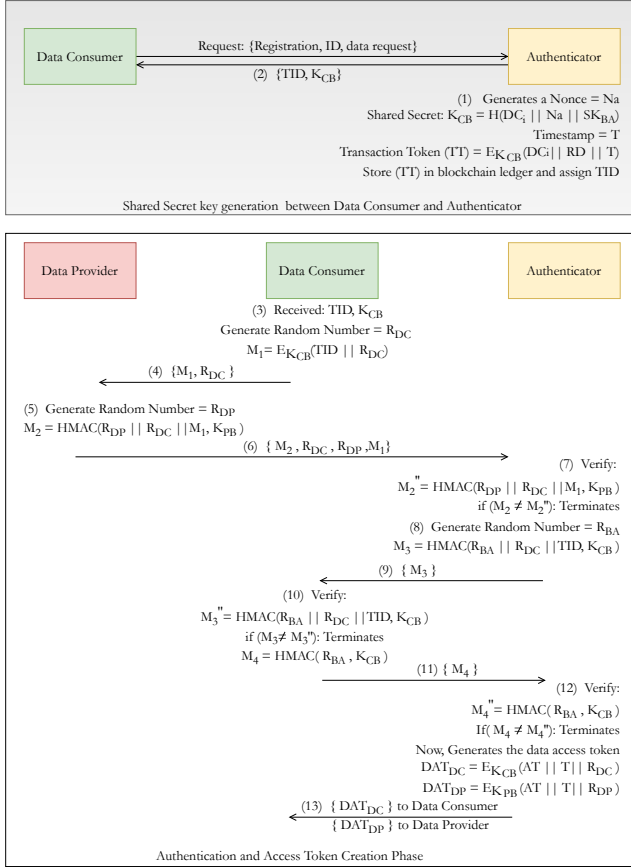 Data Consumer
Authenticator
Request: {Registration, ID, data request}
(2) {TID, K_CB}
(1) Generates a Nonce = Na
Shared Secret: K_CB = H(DC_i || Na || SK_BA)
Timestamp = T
Transaction Token (TT) = E_K_CB(DCi || RD || T)
Store (TT) in blockchain ledger and assign TID
Shared Secret key generation between Data Consumer and Authenticator
Data Provider
Data Consumer
Authenticator
(3) Received: TID, K_CB
Generate Random Number = R_DC
M_1= E_K_CB(TID || R_DC)
(4) {M_1, R_DC }
(5) Generate Random Number = R_DP
M_2 = HMAC(R_DP || R_DC ||M_1, K_PB)
(6) { M_2 , R_DC , R_DP ,M_1}
(7) Verify:
M_2"= HMAC(R_DP || R_DC ||M_1, K_PB)
if (M_2 ≠ M_2"): Terminates
(8) Generate Random Number = R_BA
M_3 = HMAC(R_BA || R_DC ||TID, K_CB)
(9) { M_3 }
(10) Verify:
M_3"= HMAC(R_BA || R_DC ||TID, K_CB)
if (M_3≠ M_3"): Terminates
M_4 = HMAC( R_BA , K_CB)
(11) { M_4 }
(12) Verify:
M_4"= HMAC( R_BA , K_CB)
If( M_4 ≠ M_4"): Terminates
Now, Generates the data access token
DAT_DC = E_K_CB(AT || T|| R_DC)
DAT_DP = E_K_PB(AT || T|| R_DP)
(13) { DAT_DC } to Data Consumer
{ DAT_DP } to Data Provider
Authentication and Access Token Creation Phase